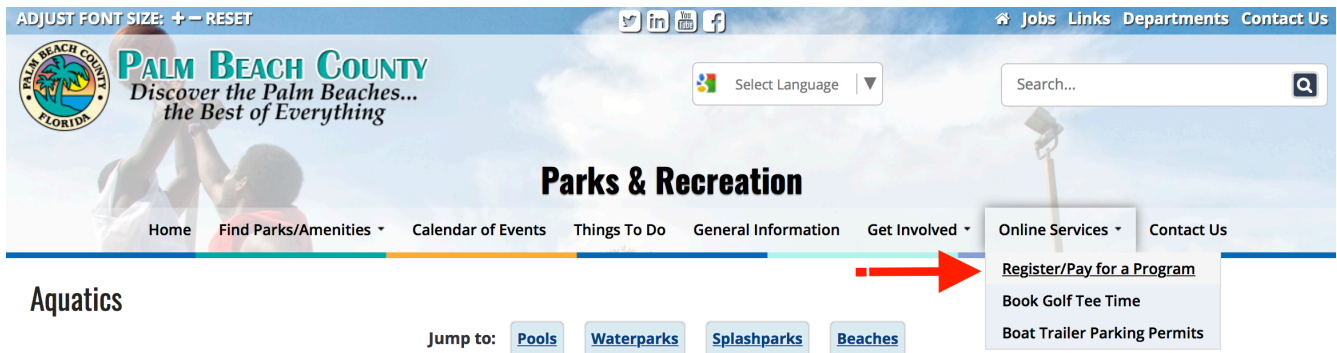 ADJUST FONT SIZE: + − RESET
Jobs Links Departments Contact Us
You Tube
PALM BEACH COUNTY FLORIDA
PALM BEACH COUNTY
Discover the Palm Beaches...
the Best of Everything
Select Language ▼
Search...
Parks & Recreation
Home Find Parks/Amenities Calendar of Events Things To Do General Information Get Involved Online Services Contact Us
Register/Pay for a Program
Book Golf Tee Time
Boat Trailer Parking Permits
Aquatics
Jump to: Pools Waterparks Splashparks Beaches